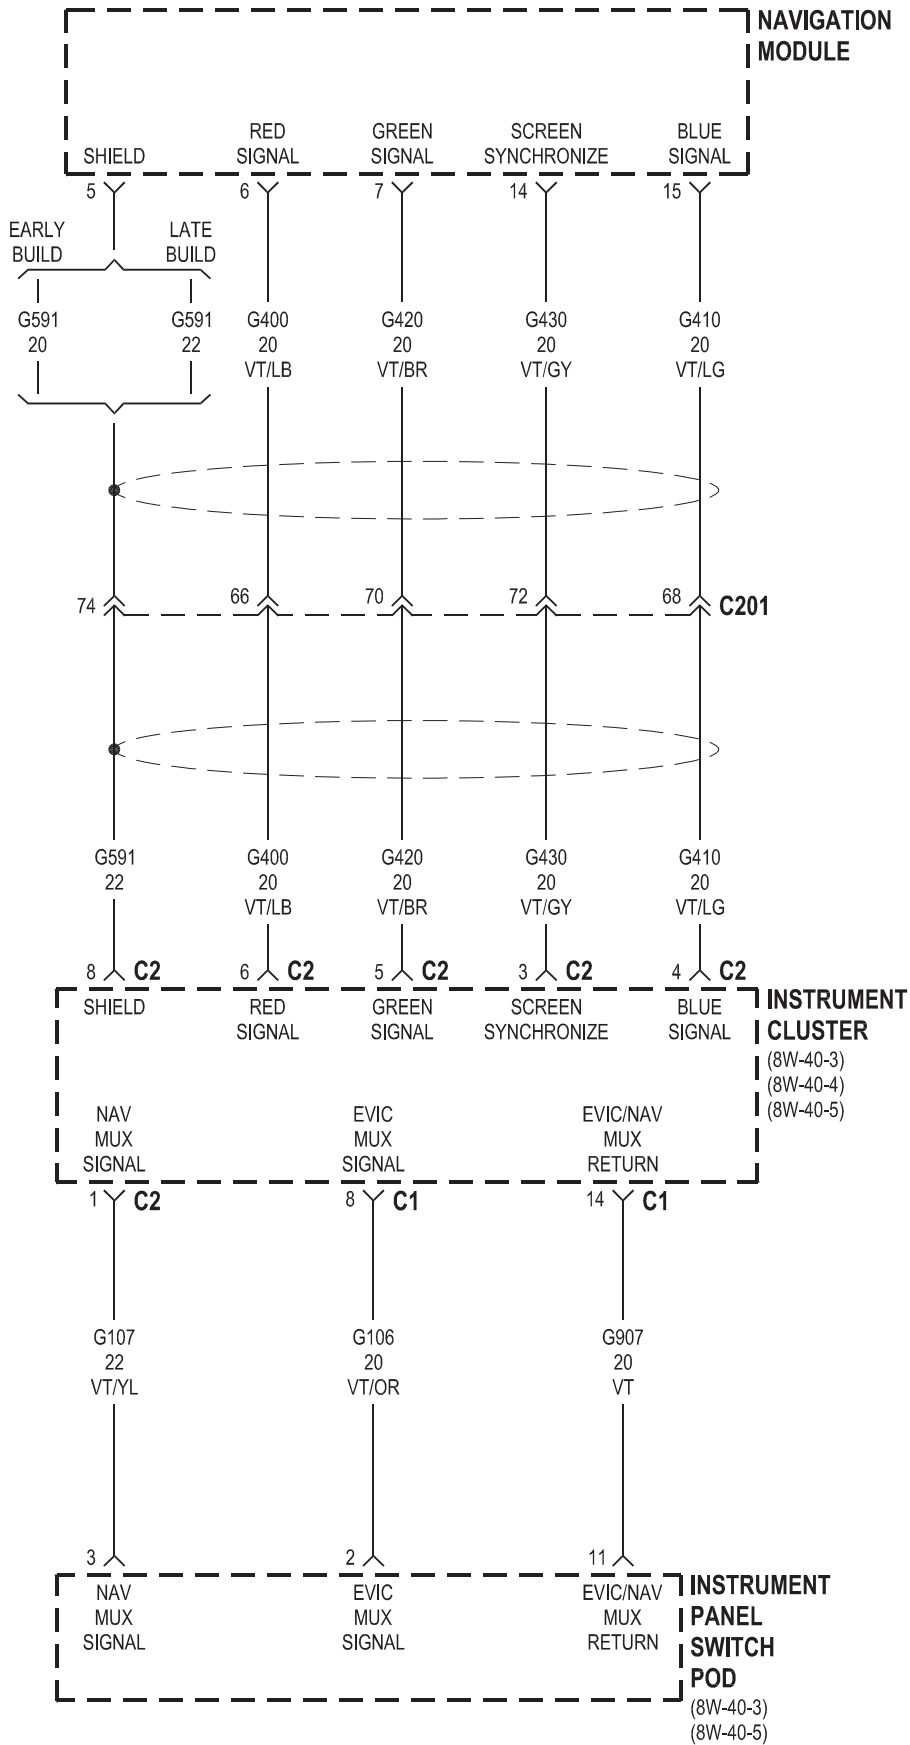 NAVIGATION
MODULE
RED
SIGNAL
GREEN
SIGNAL
SCREEN
SYNCHRONIZE
BLUE
SIGNAL
SHIELD
5
6
7
14
15
EARLY
BUILD
LATE
BUILD
G591
20
G591
22
G400
20
VT/LB
G420
20
VT/BR
G430
20
VT/GY
G410
20
VT/LG
74
66
70
72
68
C201
G591
22
G400
20
VT/LB
G420
20
VT/BR
G430
20
VT/GY
G410
20
VT/LG
8 C2
6 C2
5 C2
3 C2
4 C2
SHIELD
RED
SIGNAL
GREEN
SIGNAL
SCREEN
SYNCHRONIZE
BLUE
SIGNAL
INSTRUMENT
CLUSTER
(8W-40-3)
(8W-40-4)
(8W-40-5)
NAV
MUX
SIGNAL
EVIC
MUX
SIGNAL
EVIC/NAV
MUX
RETURN
1 C2
8 C1
14 C1
G107
22
VT/YL
G106
20
VT/OR
G907
20
VT
3
2
11
NAV
MUX
SIGNAL
EVIC
MUX
SIGNAL
EVIC/NAV
MUX
RETURN
INSTRUMENT
PANEL
SWITCH
POD
(8W-40-3)
(8W-40-5)